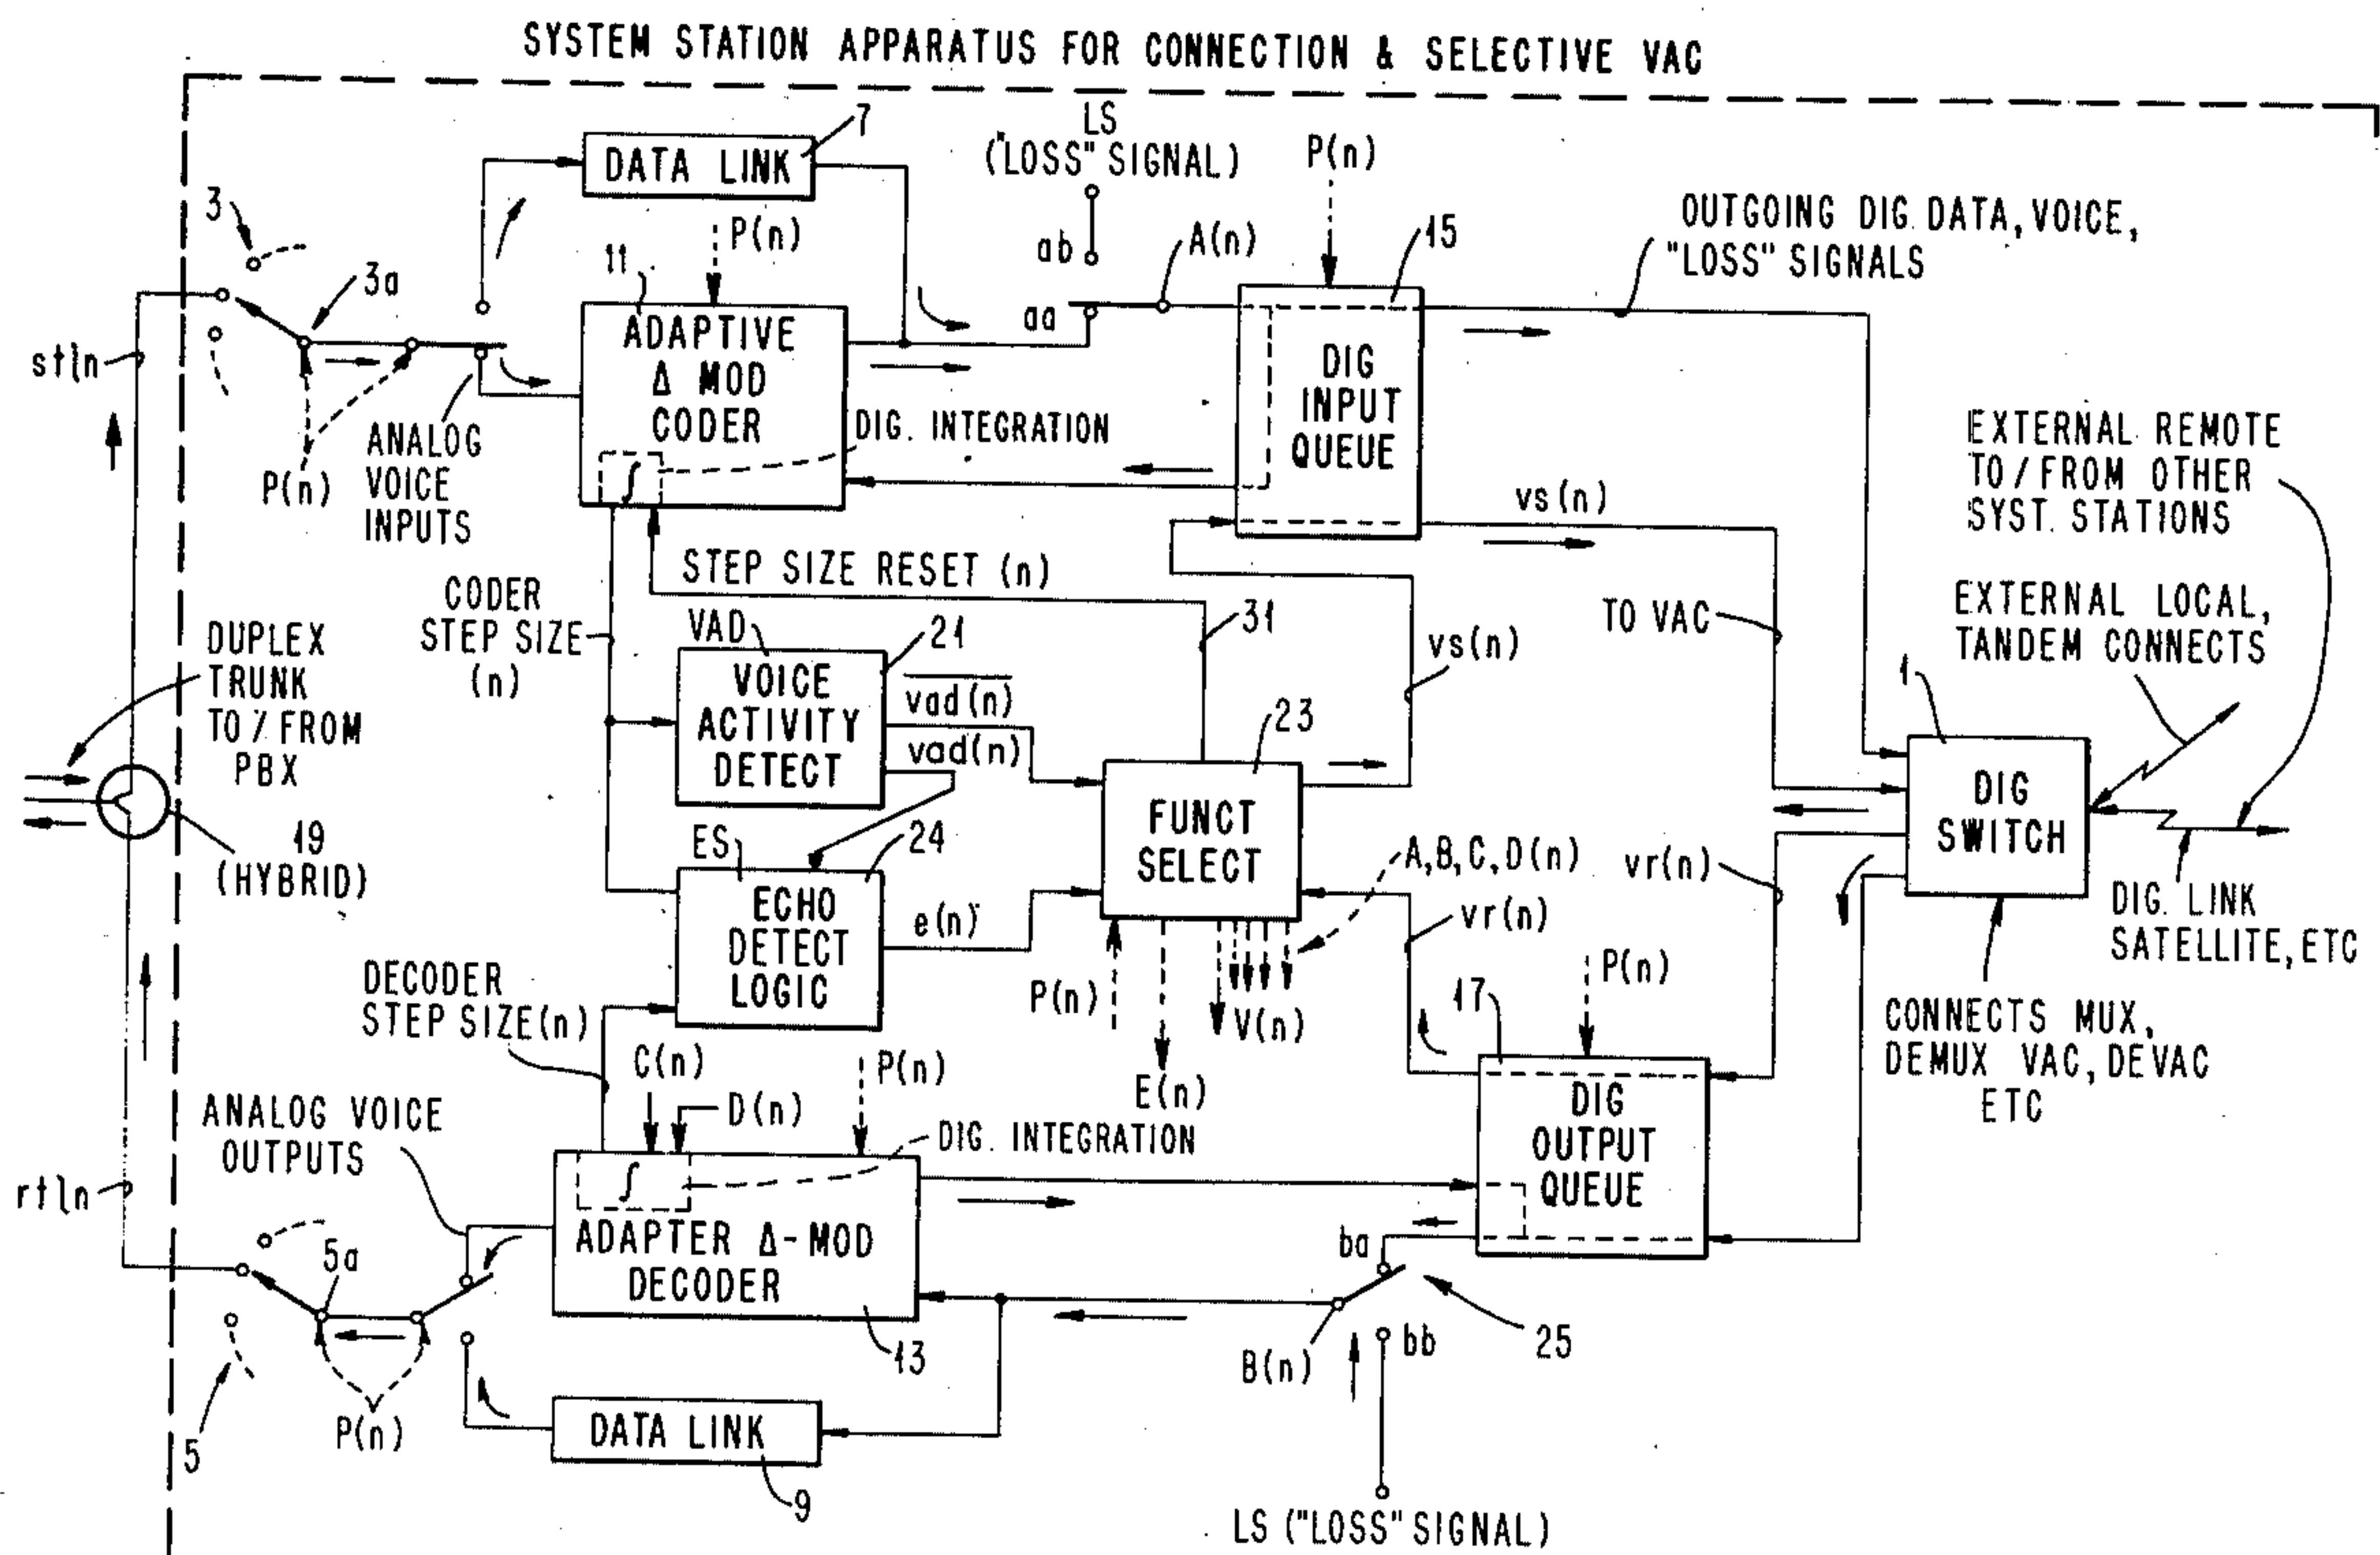 SYSTEM STATION APPARATUS FOR CONNECTION & SELECTIVE VAC
7
DATA LINK
LS
("LOSS" SIGNAL)
P(n)
3
3a
11
P(n)
ab
A(n)
15
OUTGOING DIG. DATA, VOICE,
"LOSS" SIGNALS
stln
ADAPTIVE
Δ MOD
CODER
∫
aa
DIG
INPUT
QUEUE
P(n)
ANALOG
VOICE
INPUTS
DIG. INTEGRATION
EXTERNAL REMOTE
TO/FROM OTHER
SYST. STATIONS
vs(n)
STEP SIZE RESET (n)
CODER
STEP SIZE
(n)
VAD
21
31
vs(n)
TO VAC
EXTERNAL LOCAL,
TANDEM CONNECTS
DUPLEX
TRUNK
TO/FROM
PBX
VOICE
ACTIVITY
DETECT
vad(n)
vad(n)
23
1
FUNCT
SELECT
DIG
SWITCH
19
(HYBRID)
ES
24
ECHO
DETECT
LOGIC
e(n)
A,B,C,D(n)
vr(n)
vr(n)
DIG. LINK
SATELLITE, ETC
DECODER
STEP SIZE(n)
P(n)
V(n)
E(n)
17
P(n)
CONNECTS MUX,
DEMUX VAC, DEVAC
ETC
C(n)
D(n)
P(n)
DIG
OUTPUT
QUEUE
ANALOG VOICE
OUTPUTS
DIG. INTEGRATION
rtln
∫
ADAPTER Δ-MOD
DECODER
5a
ba
13
B(n)
bb
25
5
P(n)
DATA LINK
9
LS ("LOSS" SIGNAL)